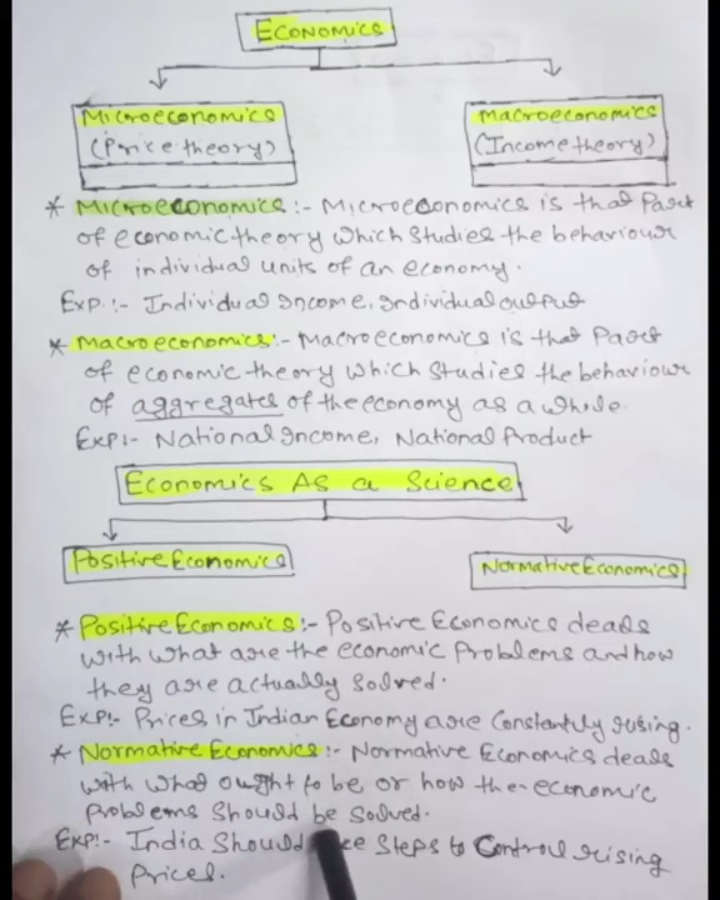 Economics
Microeconomics
(Price theory)
Macroeconomics
(Income theory)
* Microeconomics :- Microeconomics is that Part
of economic theory which studies the behaviour
of individual units of an economy.
Exp. :- Individual Income, Individual output
* Macroeconomics :- Macroeconomics is that Part
of economic theory which studies the behaviour
of aggregates of the economy as a whole.
Exp :- National Income, National Product
Economics As a Science
Positive Economics
Normative Economics
* Positive Economics :- Positive Economics deals
with what are the economic Problems and how
they are actually solved.
Exp :- Prices in Indian Economy are Constantly rising.
* Normative Economics :- Normative Economics deals
with what ought to be or how the economic
Problems should be solved.
Exp :- India Should Steps to Control rising
Prices.